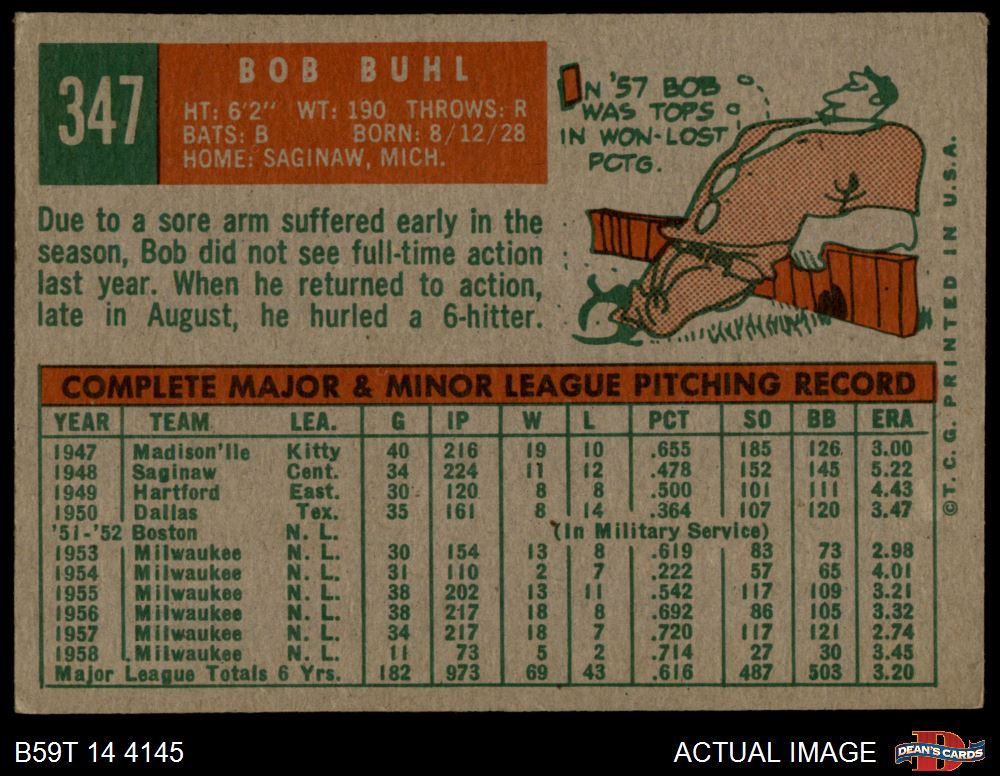 347
BOB BUHL
HT: 6'2" WT: 190 THROWS: R
BATS: B BORN: 8/12/28
HOME: SAGINAW, MICH.
IN '57 BOB
WAS TOPS
IN WON-LOST
PCTG.
Due to a sore arm suffered early in the
season, Bob did not see full-time action
last year. When he returned to action,
late in August, he hurled a 6-hitter.
COMPLETE MAJOR & MINOR LEAGUE PITCHING RECORD
YEAR TEAM LEA. G IP W L PCT SO BB ERA
1947 Madison'lle Kitty 40 216 19 10 .655 185 126 3.00
1948 Saginaw Cent. 34 224 11 12 .478 152 145 5.22
1949 Hartford East. 30 120 8 8 .500 101 111 4.43
1950 Dallas Tex. 35 161 8 14 .364 107 120 3.47
'51-'52 Boston N. L. (In Military Service)
1953 Milwaukee N. L. 30 154 13 8 .619 83 73 2.98
1954 Milwaukee N. L. 31 110 2 7 .222 57 65 4.01
1955 Milwaukee N. L. 38 202 13 11 .542 117 109 3.21
1956 Milwaukee N. L. 38 217 18 8 .692 86 105 3.32
1957 Milwaukee N. L. 34 217 18 7 .720 117 121 2.74
1958 Milwaukee N. L. 11 73 5 2 .714 27 30 3.45
Major League Totals 6 Yrs. 182 973 69 43 .616 487 503 3.20
©T. C. G. PRINTED IN U.S.A.
B59T 14 4145
ACTUAL IMAGE
D
DEAN'S CARDS